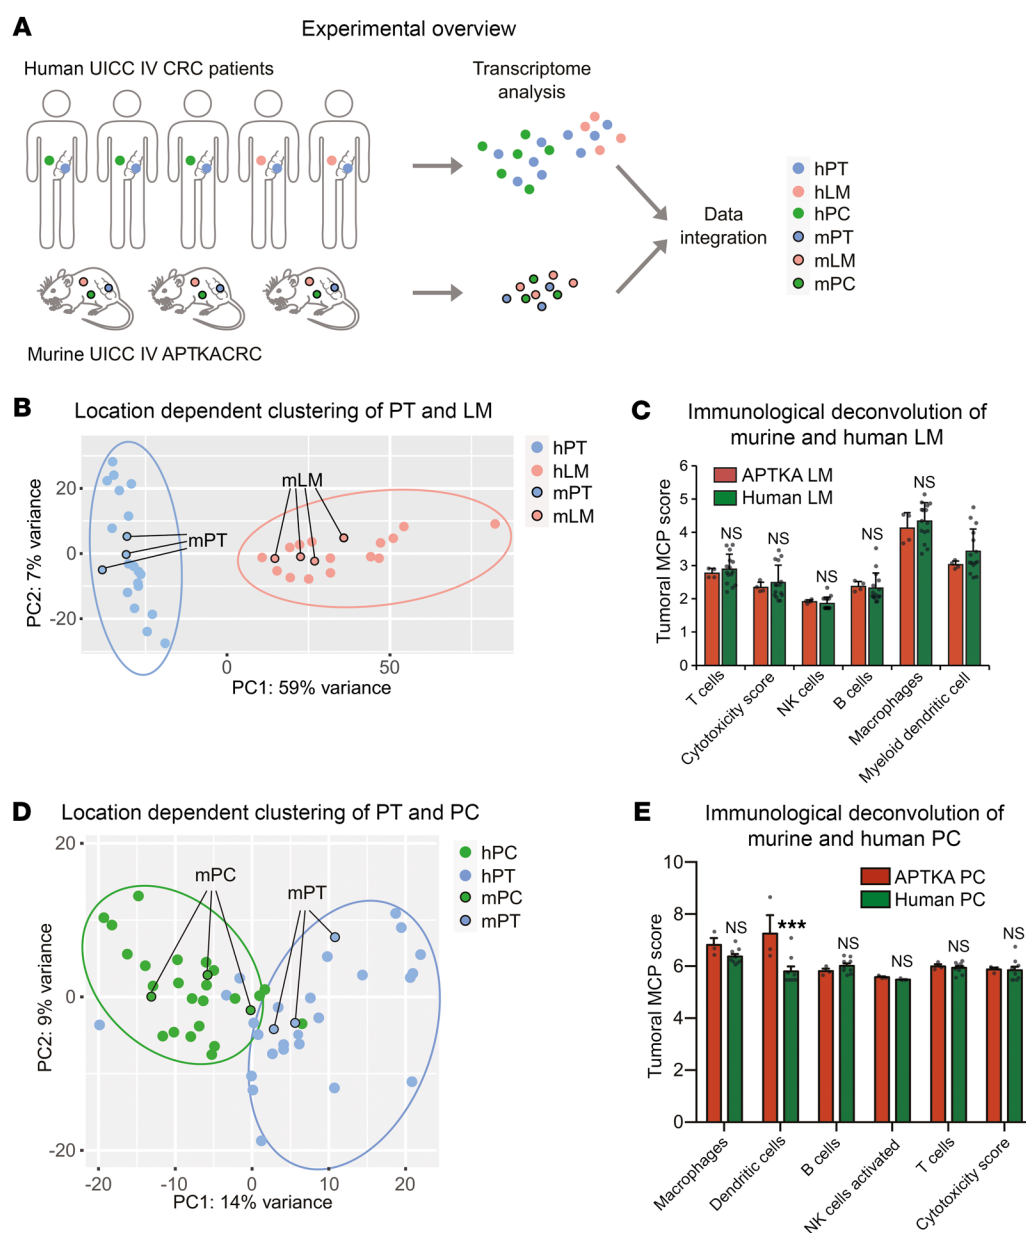 A
Experimental overview
Human UICC IV CRC patients
Transcriptome
analysis
Data
integration
hPT
hLM
hPC
mPT
mLM
mPC
Murine UICC IV APTKACRC
B
Location dependent clustering of PT and LM
PC2: 7% variance
20
0
-20
mLM
mPT
0
50
PC1: 59% variance
hPT
hLM
mPT
mLM
C
Immunological deconvolution of
murine and human LM
Tumoral MCP score
6
5
4
3
2
1
0
APTKA LM
Human LM
NS
NS
NS
NS
NS
T cells
Cytotoxicity score
NK cells
B cells
Macrophages
Myeloid dendritic cell
D
Location dependent clustering of PT and PC
PC2: 9% variance
20
0
-20
mPC
mPT
-20
-10
0
10
20
PC1: 14% variance
hPC
hPT
mPC
mPT
E
Immunological deconvolution of
murine and human PC
Tumoral MCP score
10
8
6
4
2
0
APTKA PC
Human PC
NS
***
NS
NS
NS
NS
Macrophages
Dendritic cells
B cells
NK cells activated
T cells
Cytotoxicity score